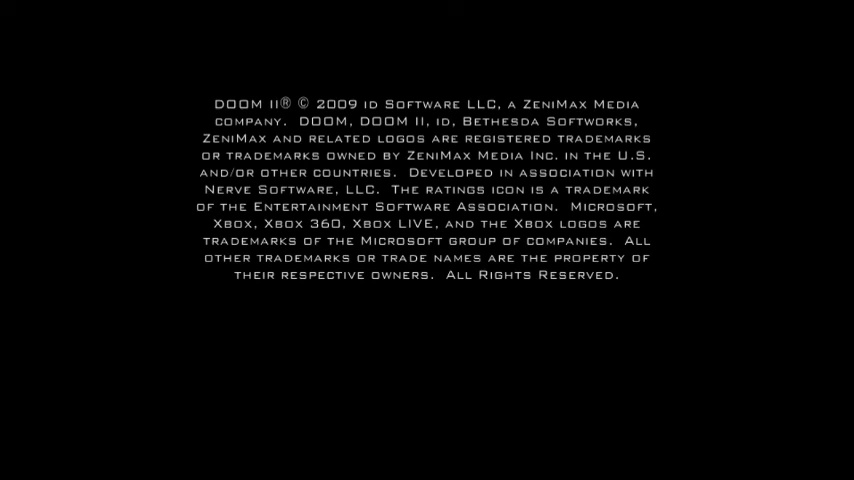 DOOM II® © 2009 id Software LLC, a ZeniMax Media
company.  DOOM, DOOM II, id, Bethesda Softworks,
ZeniMax and related logos are registered trademarks
or trademarks owned by ZeniMax Media Inc. in the U.S.
and/or other countries.  Developed in association with
Nerve Software, LLC.  The ratings icon is a trademark
of the Entertainment Software Association.  Microsoft,
Xbox, Xbox 360, Xbox LIVE, and the Xbox logos are
trademarks of the Microsoft group of companies.  All
other trademarks or trade names are the property of
their respective owners.  All Rights Reserved.